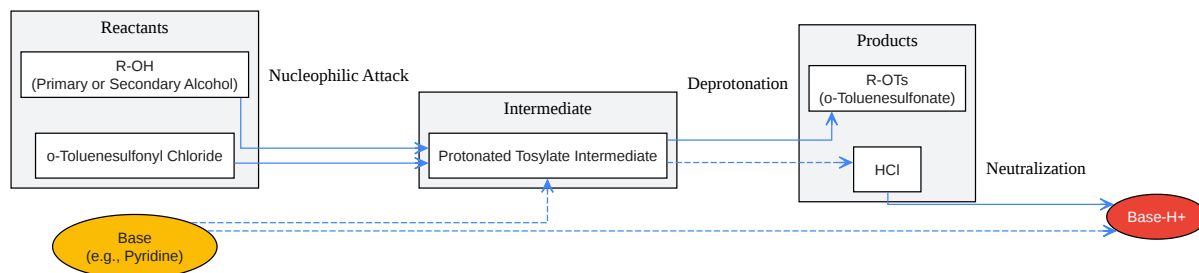 Reactants
R-OH
(Primary or Secondary Alcohol)
o-Toluenesulfonyl Chloride
Nucleophilic Attack
Intermediate
Protonated Tosylate Intermediate
Deprotonation
Products
R-OTs
(o-Toluenesulfonate)
HCl
Neutralization
Base
(e.g., Pyridine)
Base-H+